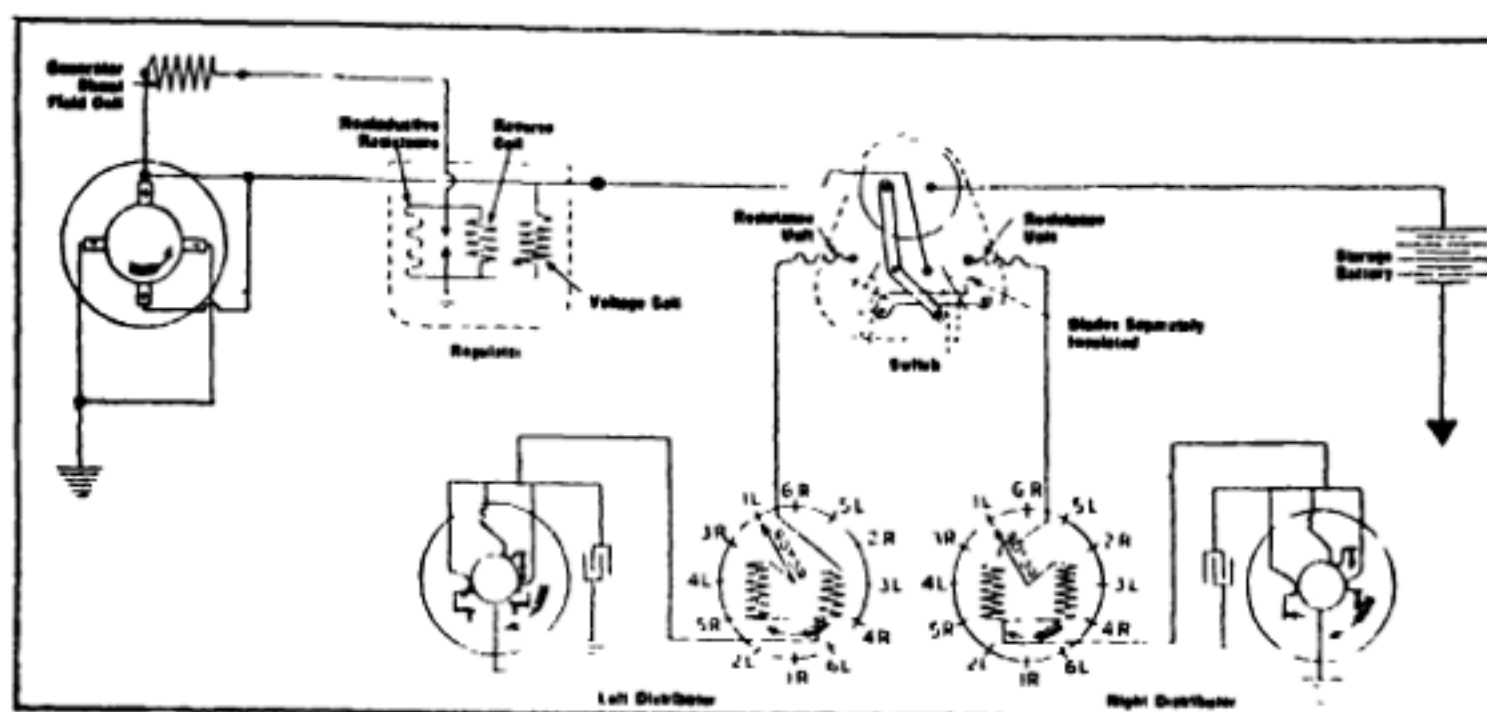 Generator
Shunt
Field Coil
Noninductive
Resistance
Reverse
Coil
Voltage Coil
Regulator
Resistance
Unit
Resistance
Unit
Blades Separately
Insulated
Switch
Storage
Battery
1L
6R
5L
2R
3L
4R
6L
1R
2L
5R
4L
3R
Left Distributor
1L
6R
5L
2R
3L
4R
6L
1R
2L
5R
4L
3R
Right Distributor